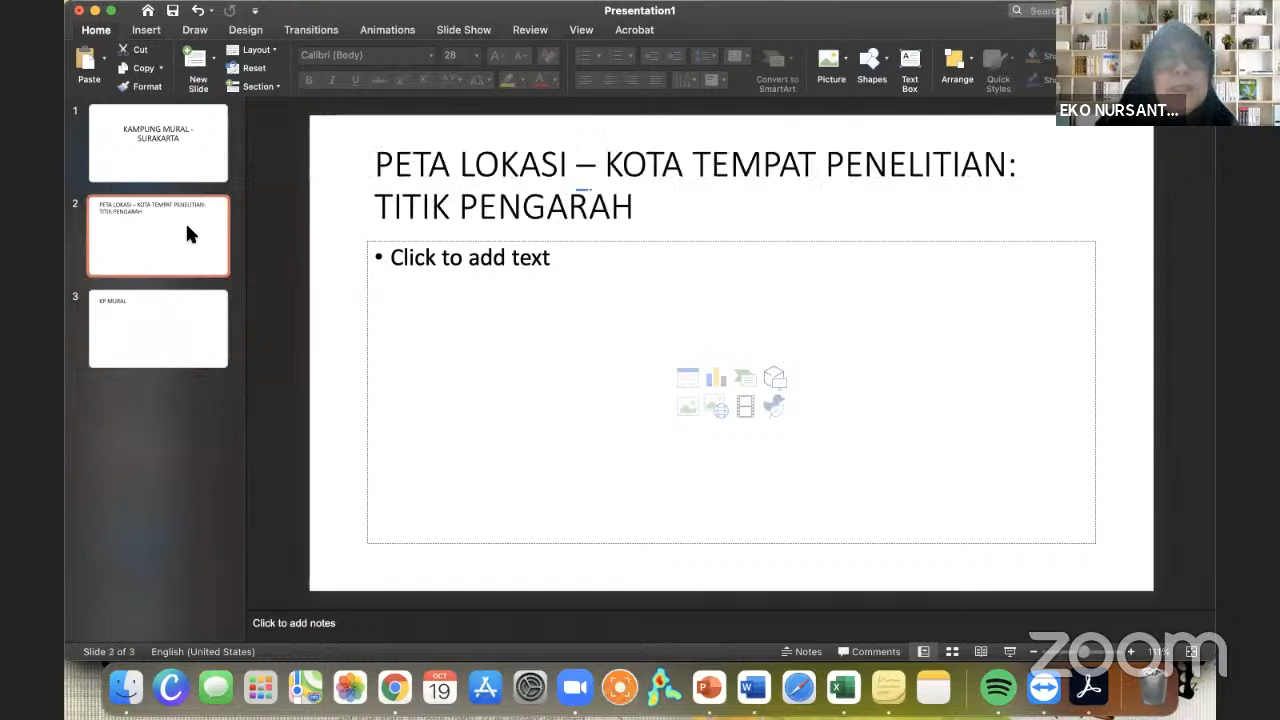 Presentation1
Sear
Home Insert Draw Design Transitions Animations Slide Show Review View Acrobat
Paste
Cut
Copy
Format
New Slide
Layout
Reset
Section
Calibri (Body) 28
Convert to SmartArt
Picture
Shapes
Text Box
Arrange
Quick Styles
EKO NURSANT...
1
KAMPUNG MURAL -
SURAKARTA
2
PETA LOKASI – KOTA TEMPAT PENELITIAN:
TITIK PENGARAH
3
KP MURAL
PETA LOKASI – KOTA TEMPAT PENELITIAN:
TITIK PENGARAH
• Click to add text
Click to add notes
Slide 2 of 3 English (United States) Notes Comments 111%
zoom
OCT
19